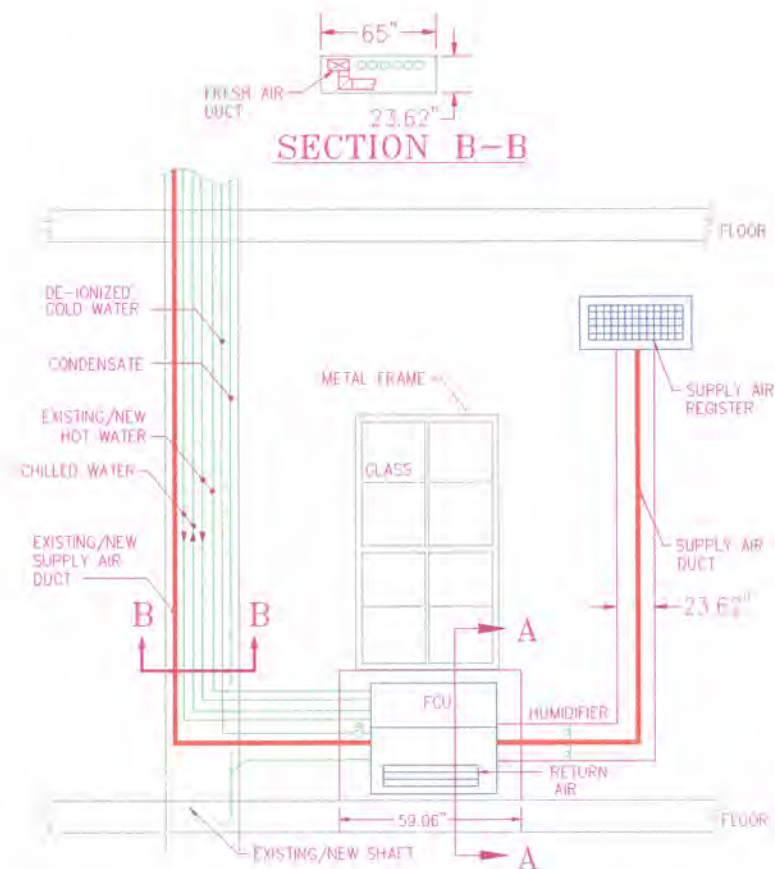 65"
FRESH AIR
DUCT
23.62"
SECTION B-B
FLOOR
DE-IONIZED
COLD WATER
CONDENSATE
METAL FRAME
SUPPLY AIR
REGISTER
EXISTING/NEW
HOT WATER
GLASS
CHILLED WATER
EXISTING/NEW
SUPPLY AIR
DUCT
SUPPLY AIR
DUCT
B
B
23.62"
A
FCU
HUMIDIFIER
RETURN
AIR
59.06"
FLOOR
EXISTING/NEW SHAFT
A